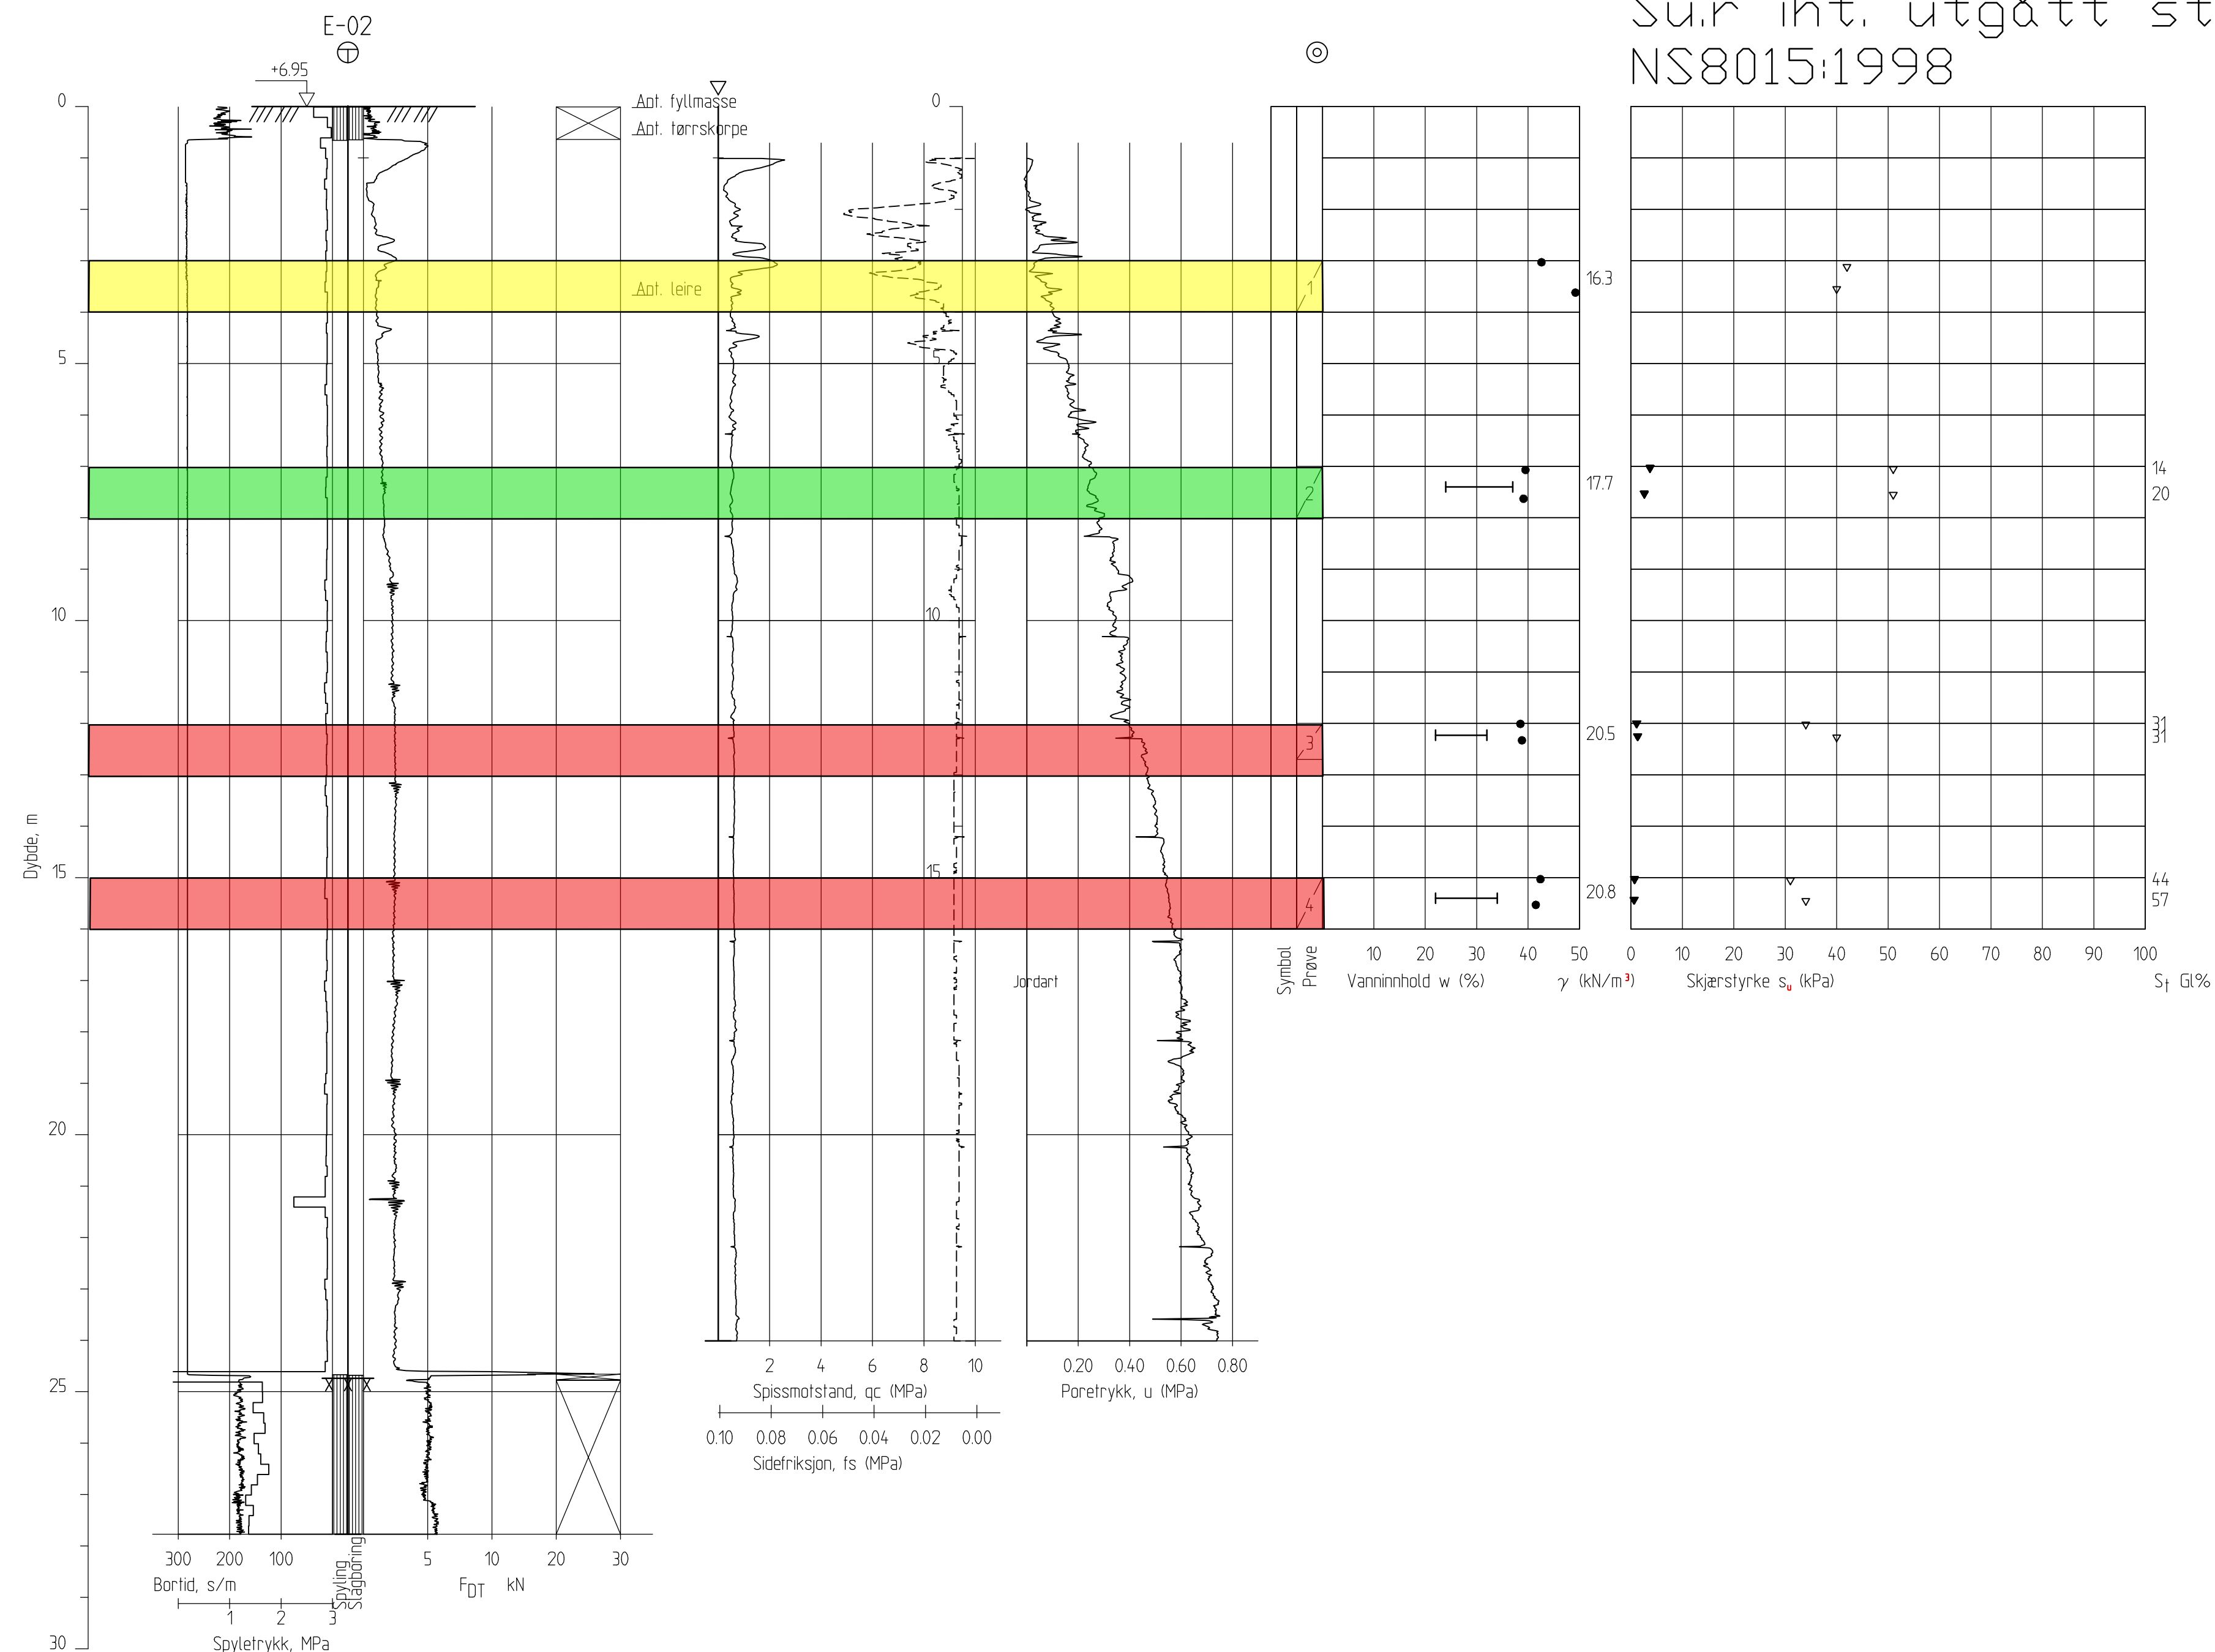 Su.r int. utgått st
NS8015:1998
E-02
+6.95
0
Ant. fyllmasse
Ant. tørrskorpe
0
Ant. leire
1
16.3
5
5
2
17.7
14
20
10
10
3
20.5
31
31
Dybde, m
15
15
4
20.8
44
57
Symbol
Prøve
10 20 30 40 50
Vanninnhold w (%)
γ (kN/m³)
0 10 20 30 40 50 60 70 80 90 100
Skjærstyrke su (kPa)
St Gl%
Jordart
20
2 4 6 8 10
Spissmotstand, qc (MPa)
0.10 0.08 0.06 0.04 0.02 0.00
Sidefriksjon, fs (MPa)
0.20 0.40 0.60 0.80
Poretrykk, u (MPa)
25
300 200 100
Bortid, s/m
Spyling
Slagboring
5 10 20 30
FDT kN
1 2 3
Spyletrykk, MPa
30